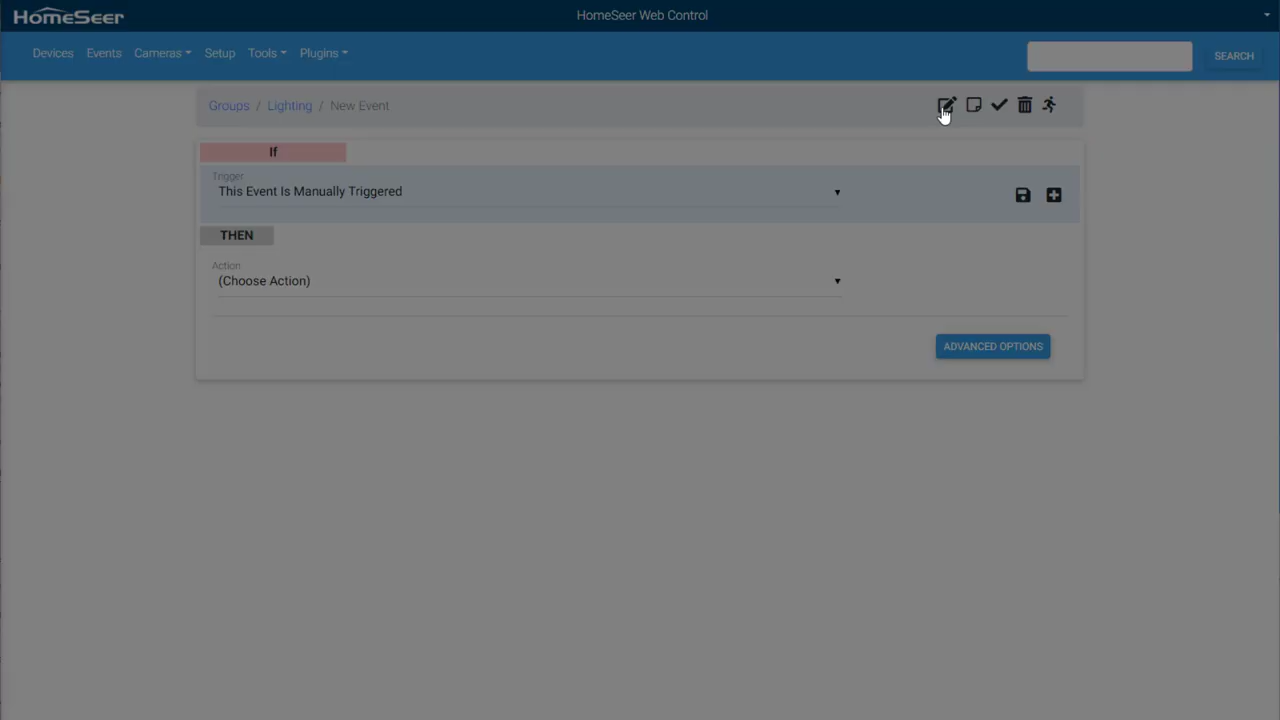 HomeSeer
HomeSeer Web Control
Devices Events Cameras Setup Tools Plugins SEARCH
Groups / Lighting / New Event
If
Trigger
This Event Is Manually Triggered
THEN
Action
(Choose Action)
ADVANCED OPTIONS